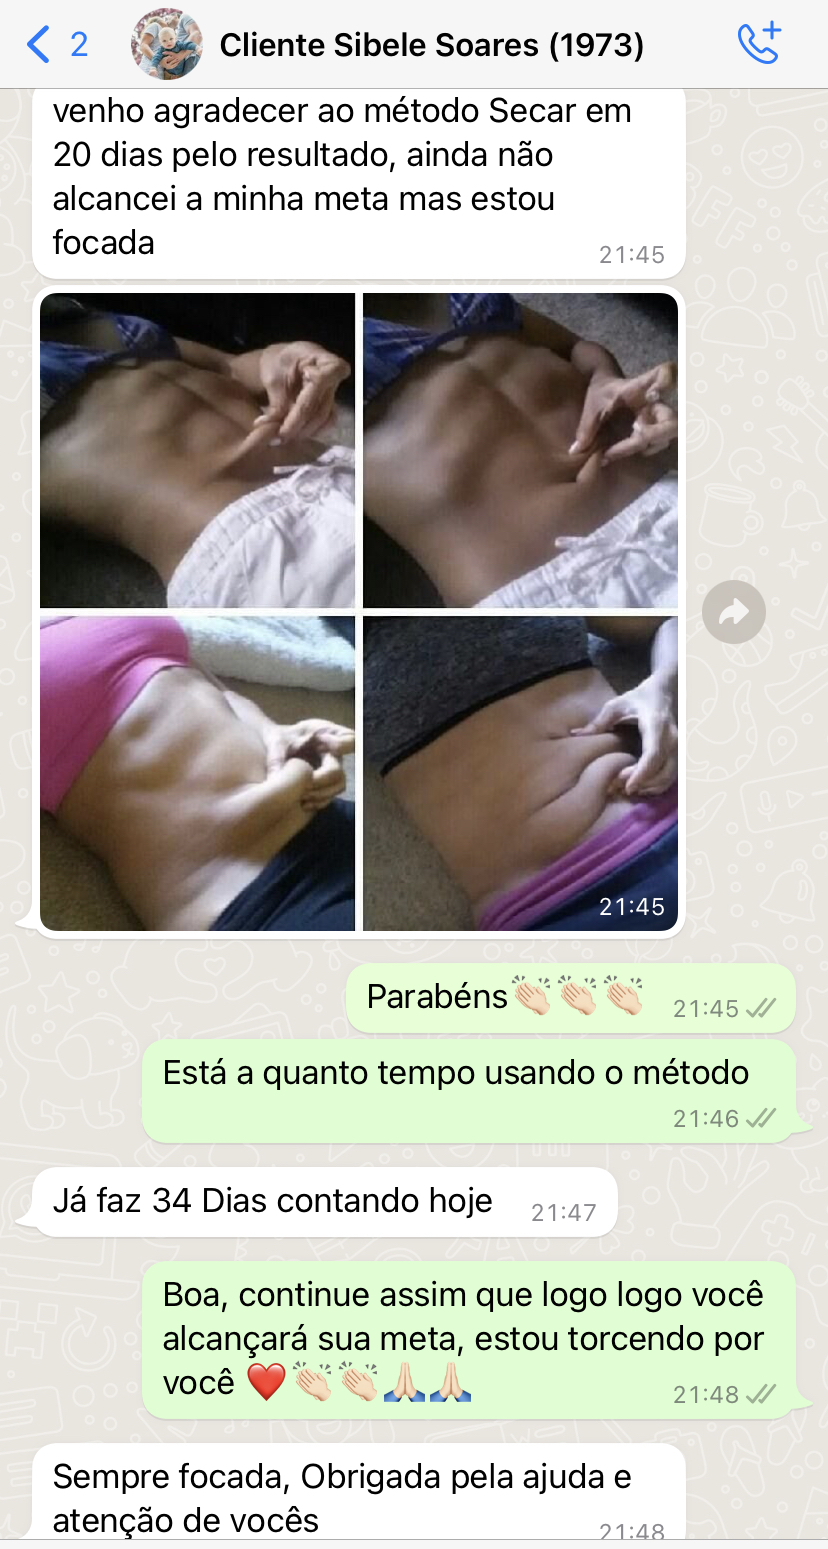 2
Cliente Sibele Soares (1973)
venho agradecer ao método Secar em
20 dias pelo resultado, ainda não
alcancei a minha meta mas estou
focada
21:45
21:45
Parabéns👏🏻👏🏻👏🏻
21:45
Está a quanto tempo usando o método
21:46
Já faz 34 Dias contando hoje
21:47
Boa, continue assim que logo logo você
alcançará sua meta, estou torcendo por
você ❤️👏🏻👏🏻🙏🏻🙏🏻
21:48
Sempre focada, Obrigada pela ajuda e
atenção de vocês
21:48